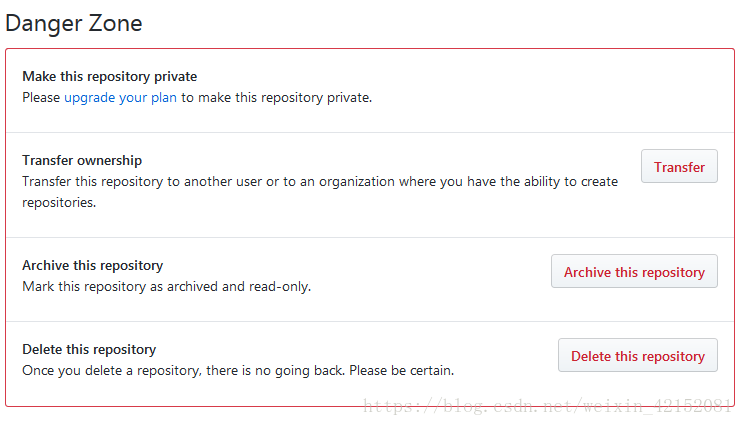 Danger Zone
Make this repository private
Please upgrade your plan to make this repository private.
Transfer ownership
Transfer
Transfer this repository to another user or to an organization where you have the ability to create
repositories.
Archive this repository
Archive this repository
Mark this repository as archived and read-only.
Delete this repository
Delete this repository
Once you delete a repository, there is no going back. Please be certain.
https://blog.csdn.net/weixin_42152081